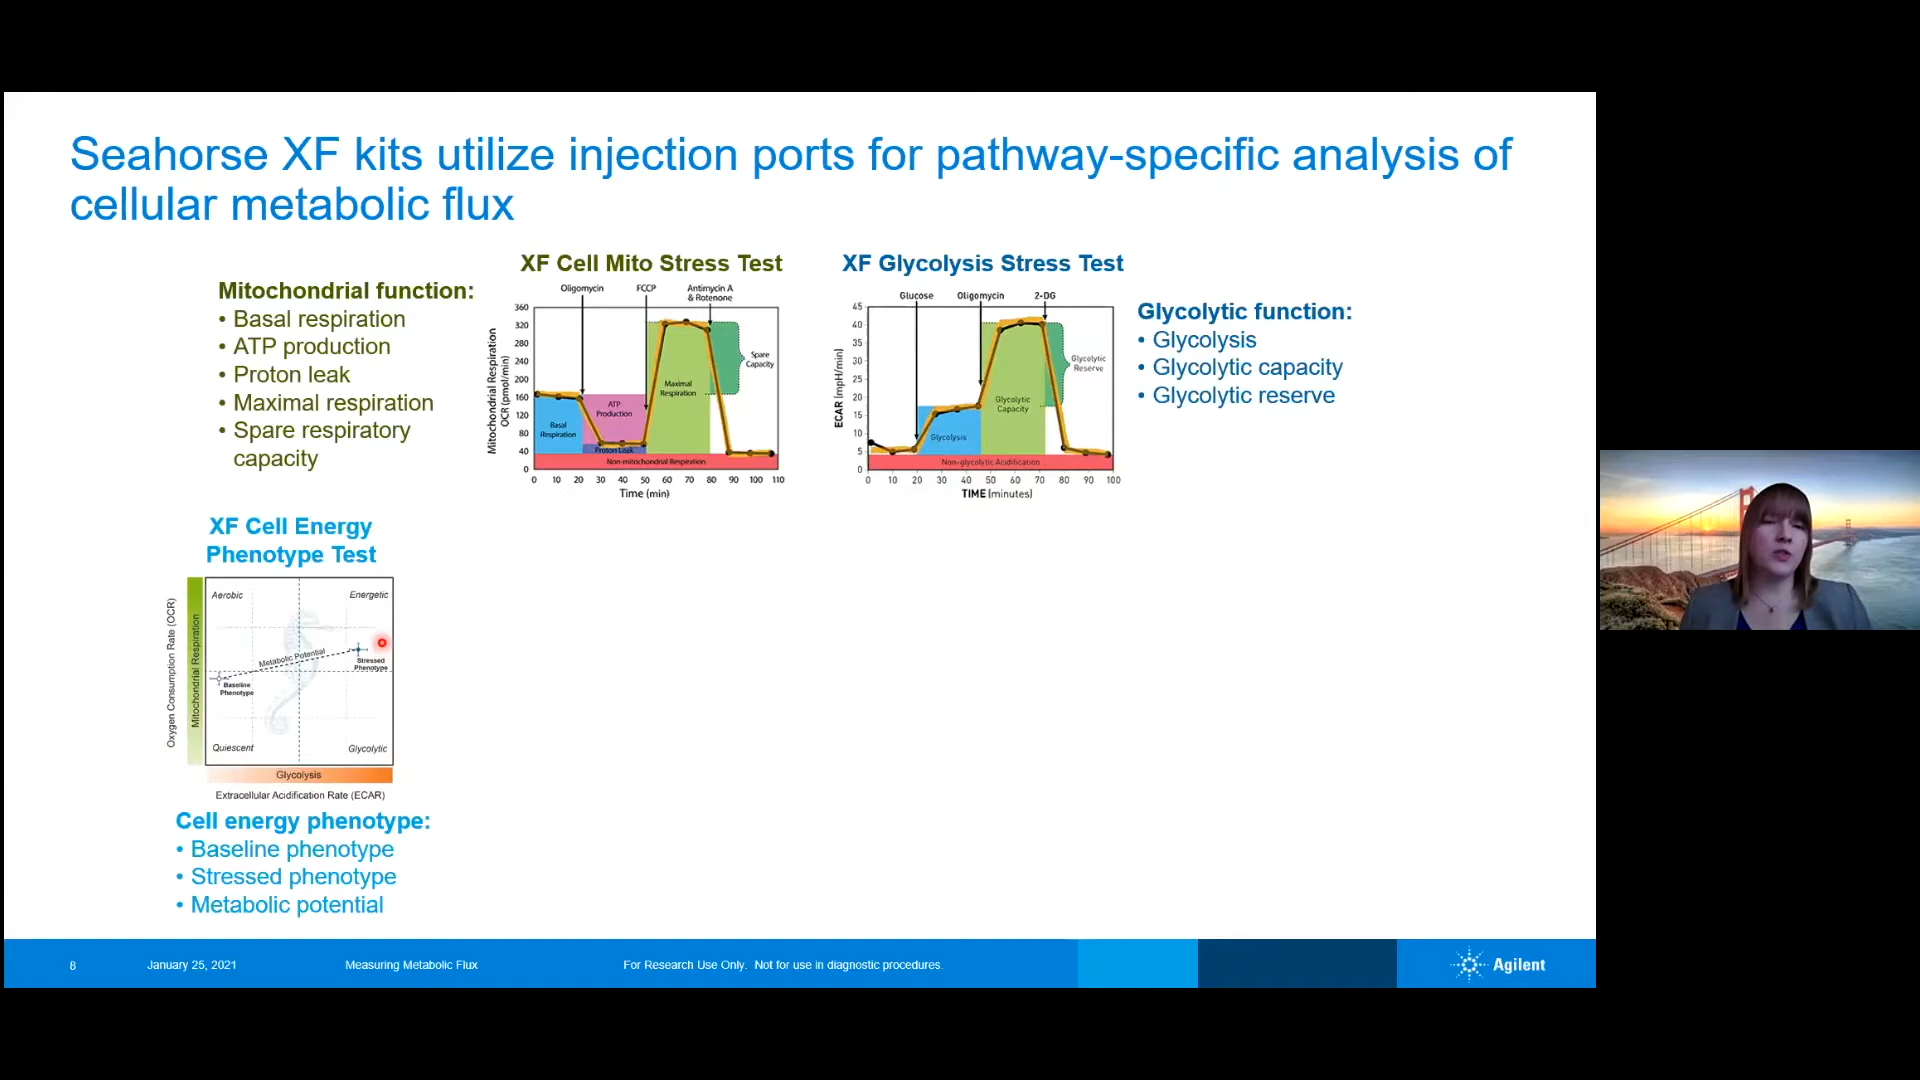 Seahorse XF kits utilize injection ports for pathway-specific analysis of
cellular metabolic flux
Mitochondrial function:
• Basal respiration
• ATP production
• Proton leak
• Maximal respiration
• Spare respiratory
capacity
XF Cell Mito Stress Test
Oligomycin
FCCP
Antimycin A
& Rotenone
Mitochondrial Respiration
OCR (pmol/min)
360
320
280
240
200
160
120
80
40
0
Basal
Respiration
ATP
Production
Proton Leak
Maximal
Respiration
Spare
Capacity
Non-mitochondrial Respiration
0 10 20 30 40 50 60 70 80 90 100 110
Time (min)
XF Glycolysis Stress Test
Glucose
Oligomycin
2-DG
ECAR (mpH/min)
45
40
35
30
25
20
15
10
5
0
Glycolysis
Glycolytic
Capacity
Glycolytic
Reserve
Non-glycolytic Acidification
0 10 20 30 40 50 60 70 80 90 100
TIME (minutes)
Glycolytic function:
• Glycolysis
• Glycolytic capacity
• Glycolytic reserve
XF Cell Energy
Phenotype Test
Oxygen Consumption Rate (OCR)
Mitochondrial Respiration
Aerobic
Energetic
Metabolic Potential
Stressed
Phenotype
Baseline
Phenotype
Quiescent
Glycolytic
Glycolysis
Extracellular Acidification Rate (ECAR)
Cell energy phenotype:
• Baseline phenotype
• Stressed phenotype
• Metabolic potential
8
January 25, 2021
Measuring Metabolic Flux
For Research Use Only. Not for use in diagnostic procedures.
Agilent